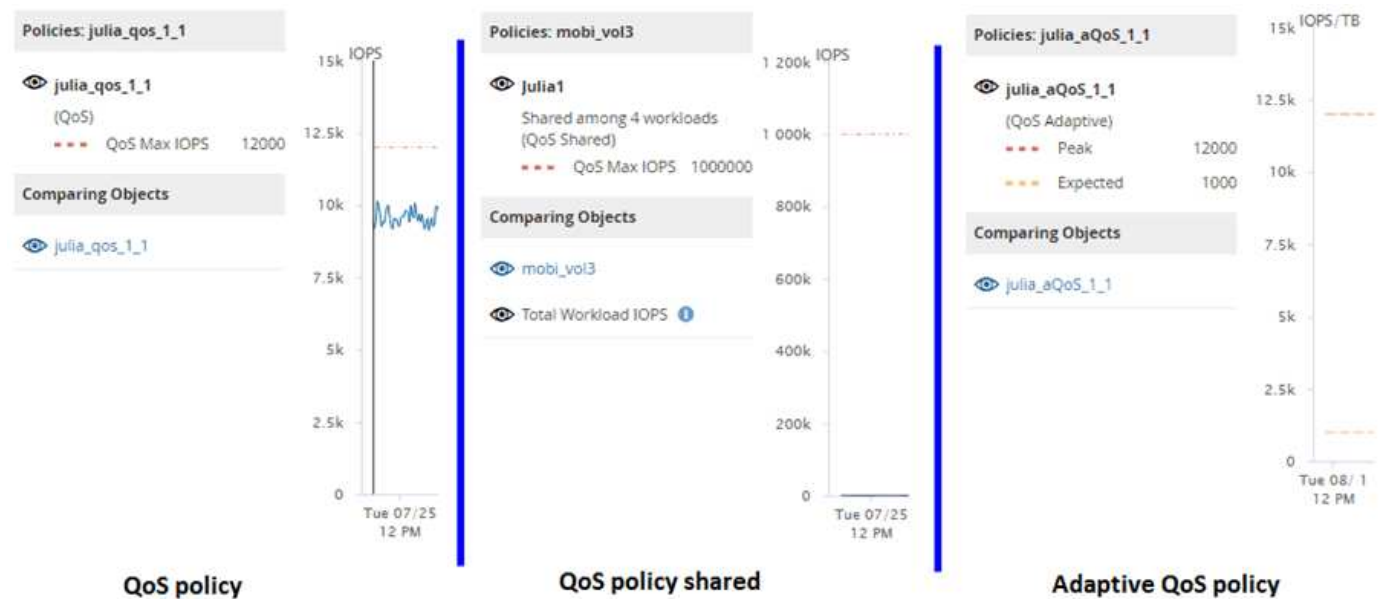 Policies: julia_qos_1_1
julia_qos_1_1
(QoS)
QoS Max IOPS 12000
Comparing Objects
julia_qos_1_1
IOPS
15k
12.5k
10k
7.5k
5k
2.5k
0
Tue 07/25
12 PM
QoS policy
Policies: mobi_vol3
Julia1
Shared among 4 workloads
(QoS Shared)
QoS Max IOPS 1000000
Comparing Objects
mobi_vol3
Total Workload IOPS i
IOPS
1 200k
1 000k
800k
600k
400k
200k
0
Tue 07/25
12 PM
QoS policy shared
Policies: julia_aQoS_1_1
julia_aQoS_1_1
(QoS Adaptive)
Peak 12000
Expected 1000
Comparing Objects
julia_aQoS_1_1
IOPS/TB
15k
12.5k
10k
7.5k
5k
2.5k
0
Tue 08/ 1
12 PM
Adaptive QoS policy